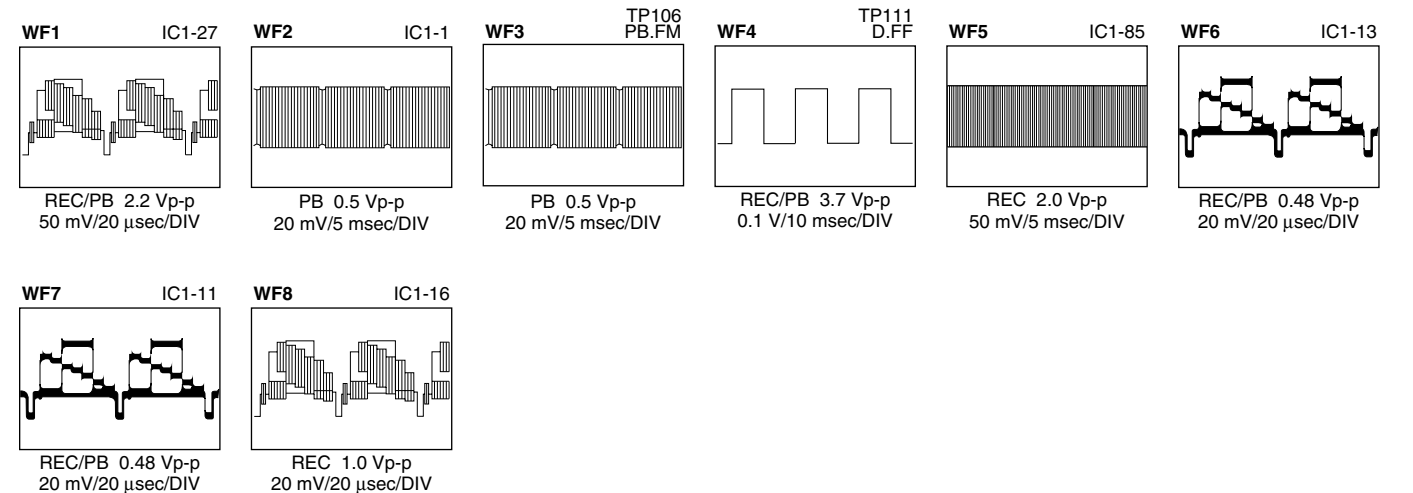 WF1 IC1-27
REC/PB 2.2 Vp-p
50 mV/20 µsec/DIV
WF2 IC1-1
PB 0.5 Vp-p
20 mV/5 msec/DIV
TP106
WF3 PB.FM
PB 0.5 Vp-p
20 mV/5 msec/DIV
TP111
WF4 D.FF
REC/PB 3.7 Vp-p
0.1 V/10 msec/DIV
WF5 IC1-85
REC 2.0 Vp-p
50 mV/5 msec/DIV
WF6 IC1-13
REC/PB 0.48 Vp-p
20 mV/20 µsec/DIV
WF7 IC1-11
REC/PB 0.48 Vp-p
20 mV/20 µsec/DIV
WF8 IC1-16
REC 1.0 Vp-p
20 mV/20 µsec/DIV